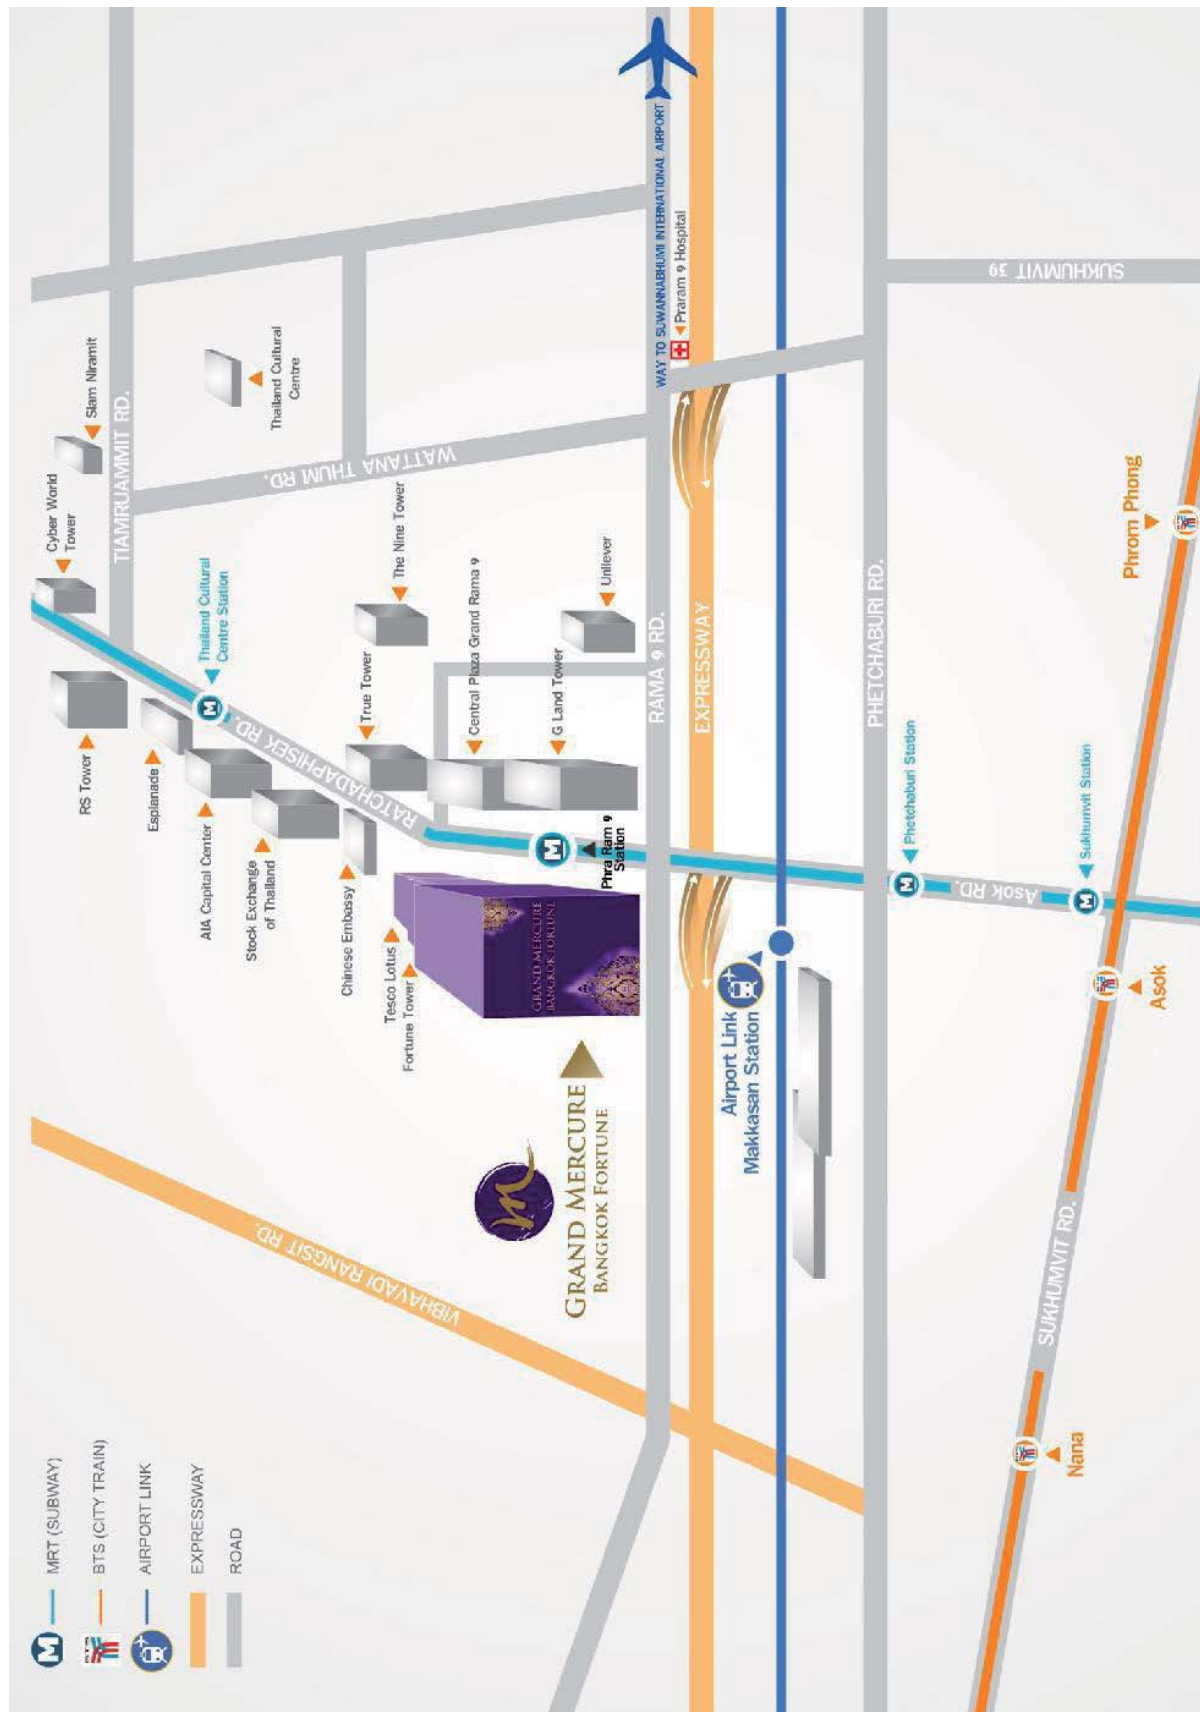 MRT (SUBWAY)
BTS (CITY TRAIN)
AIRPORT LINK
EXPRESSWAY
ROAD
VIBHAVADI RANGSIT RD.
GRAND MERCURE
BANGKOK FORTUNE
RS Tower
Esplanade
AIA Capital Center
Stock Exchange
of Thailand
Chinese Embassy
Tesco Lotus
Fortune Tower
GRAND MERCURE
BANGKOK FORTUNE
Cyber World
Tower
Siam Niramit
TIAMRUAMMIT RD.
Thailand Cultural
Centre Station
M
RATCHADAPHISEK RD.
Thailand Cultural
Centre
WATTANA THUM RD.
True Tower
The Nine Tower
Central Plaza Grand Rama 9
G Land Tower
Unilever
M
Phra Ram 9
Station
RAMA 9 RD.
WAY TO SUWANNABHUMI INTERNATIONAL AIRPORT
Praram 9 Hospital
EXPRESSWAY
Airport Link
Makkasan Station
PHETCHABURI RD.
M
Phetchaburi Station
Asok RD.
M
Sukhumvit Station
SUKHUMVIT 39
Nana
SUKHUMVIT RD.
Asok
Phrom Phong
M